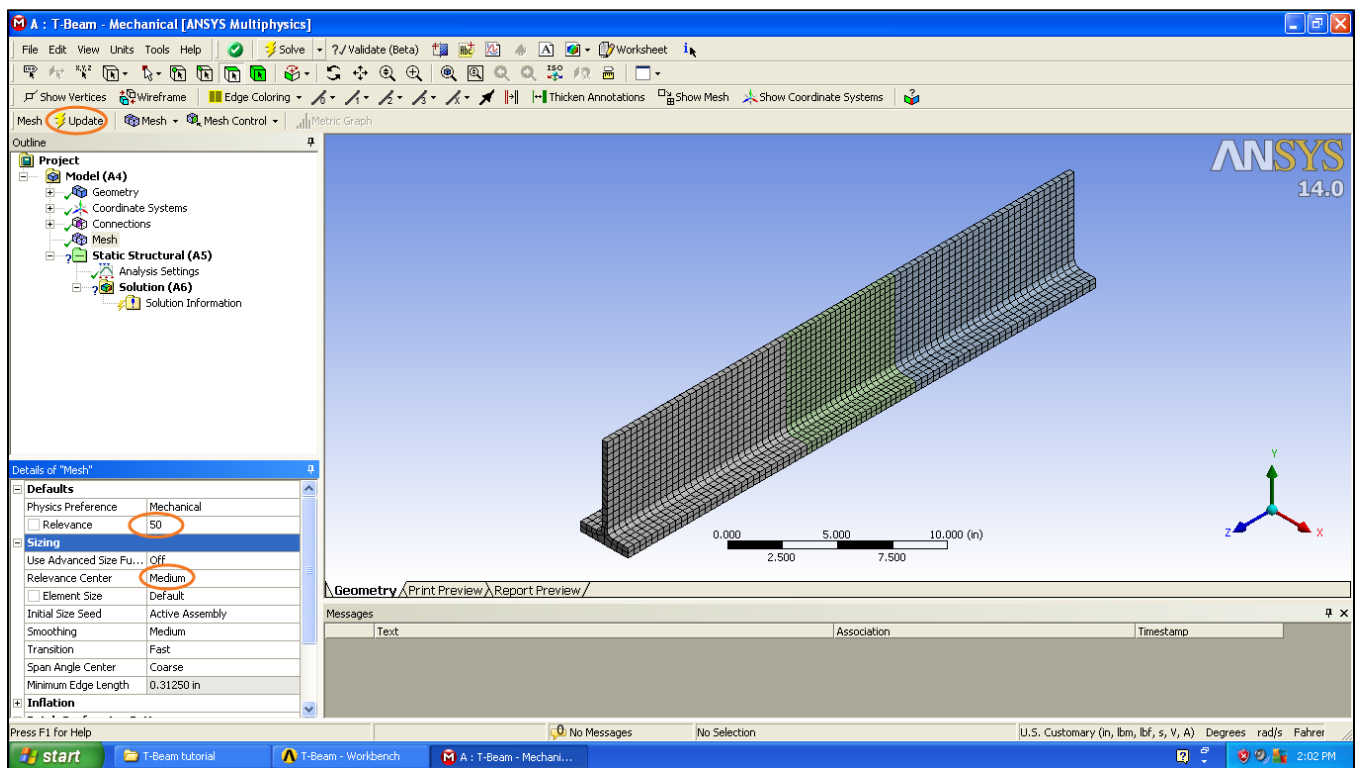 A : T-Beam - Mechanical [ANSYS Multiphysics]
File Edit View Units Tools Help Solve ?✓ Validate (Beta) A Worksheet i
ISO
Show Vertices Wireframe Edge Coloring Thicken Annotations Show Mesh Show Coordinate Systems
Mesh Update Mesh Mesh Control Metric Graph
Outline
Project
Model (A4)
Geometry
Coordinate Systems
Connections
Mesh
Static Structural (A5)
Analysis Settings
Solution (A6)
Solution Information
ANSYS
14.0
Y
Z
X
0.000 5.000 10.000 (in)
2.500 7.500
Details of "Mesh"
Defaults
Physics Preference Mechanical
Relevance 50
Sizing
Use Advanced Size Fu... Off
Relevance Center Medium
Element Size Default
Initial Size Seed Active Assembly
Smoothing Medium
Transition Fast
Span Angle Center Coarse
Minimum Edge Length 0.31250 in
Inflation
Geometry Print Preview Report Preview
Messages
Text Association Timestamp
Press F1 for Help 0 No Messages No Selection U.S. Customary (in, lbm, lbf, s, V, A) Degrees rad/s Fahrer
start T-Beam tutorial T-Beam - Workbench A : T-Beam - Mechani... 2:02 PM